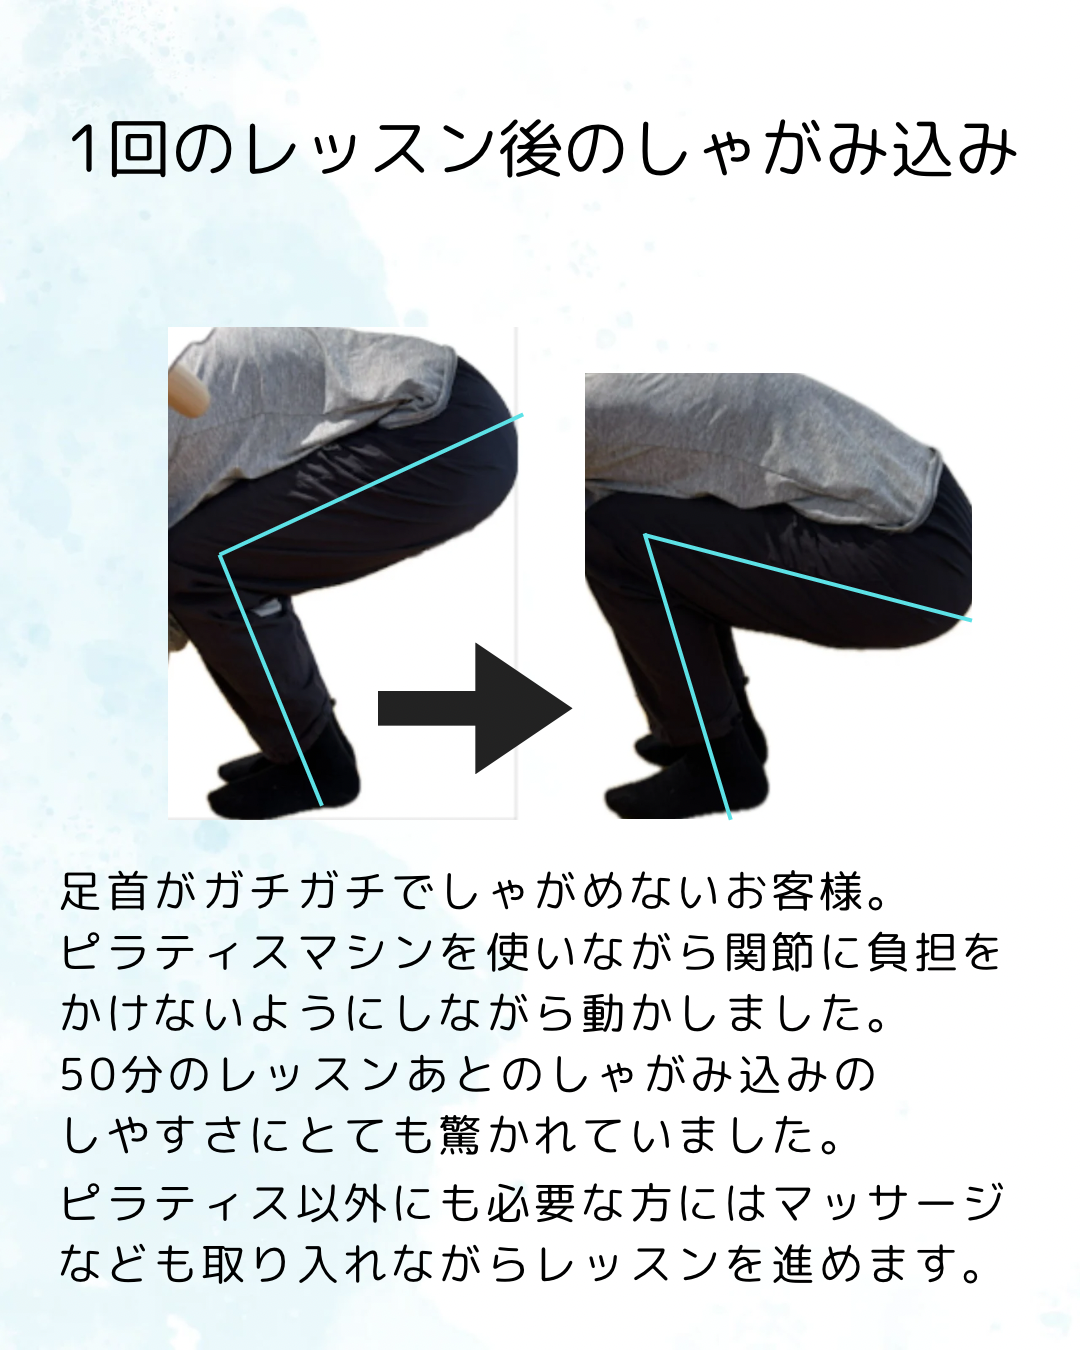 1回のレッスン後のしゃがみ込み
足首がガチガチでしゃがめないお客様。
ピラティスマシンを使いながら関節に負担を
かけないようにしながら動かしました。
50分のレッスンあとのしゃがみ込みの
しやすさにとても驚かれていました。
ピラティス以外にも必要な方にはマッサージ
なども取り入れながらレッスンを進めます。